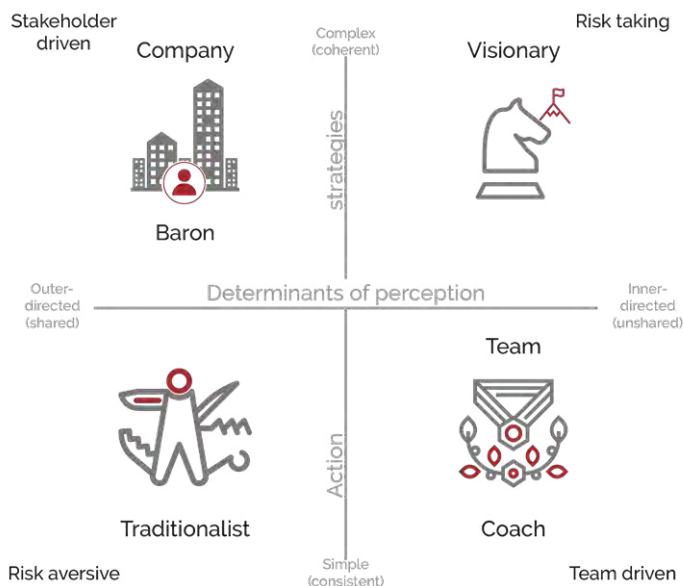 Stakeholder
driven
Company
Complex
(coherent)
Visionary
Risk taking
strategies
Baron
Outer-
directed
(shared)
Determinants of perception
Inner-
directed
(unshared)
Team
Action
Traditionalist
Coach
Risk aversive
Simple
(consistent)
Team driven